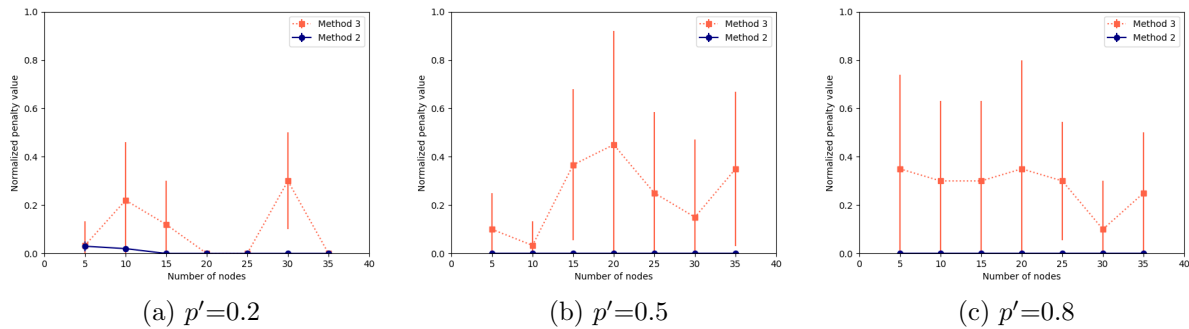 Normalized penalty value
1.0
0.8
0.6
0.4
0.2
0.0
0 5 10 15 20 25 30 35 40
Number of nodes
Method 3
Method 2
(a) p′=0.2
Normalized penalty value
1.0
0.8
0.6
0.4
0.2
0.0
0 5 10 15 20 25 30 35 40
Number of nodes
Method 3
Method 2
(b) p′=0.5
Normalized penalty value
1.0
0.8
0.6
0.4
0.2
0.0
0 5 10 15 20 25 30 35 40
Number of nodes
Method 3
Method 2
(c) p′=0.8